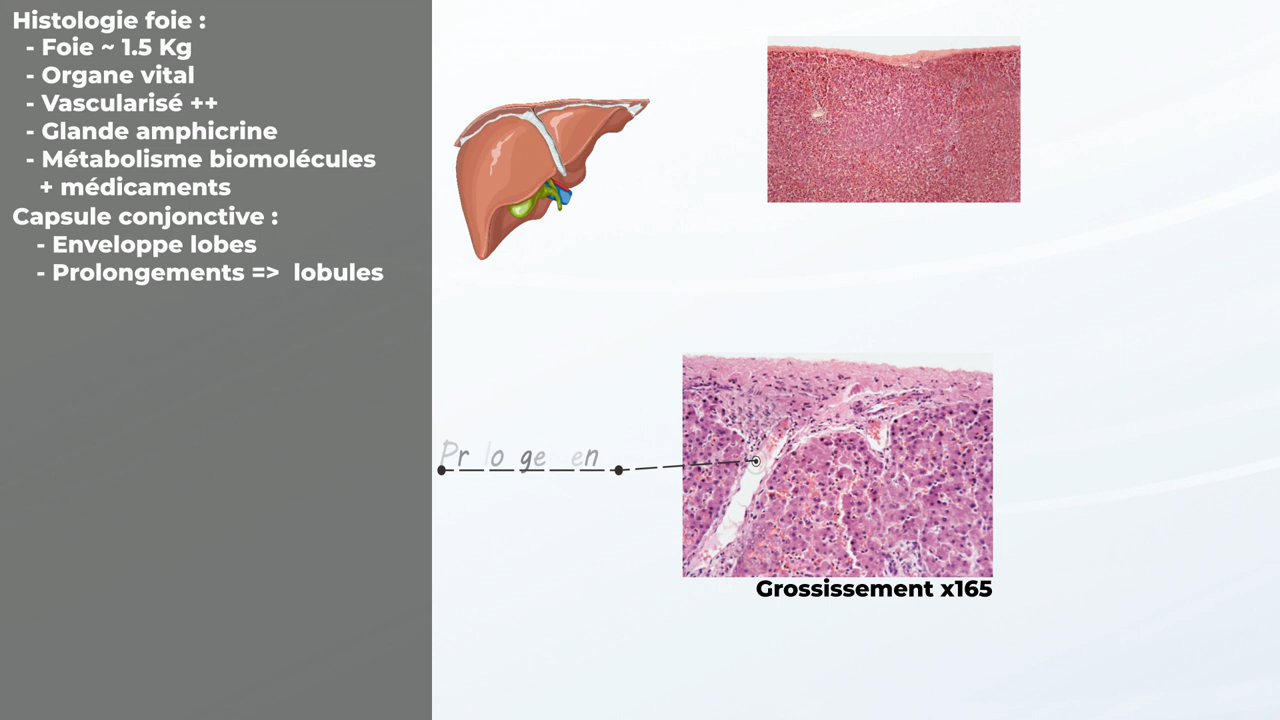 Histologie foie :
- Foie ~ 1.5 Kg
- Organe vital
- Vascularisé ++
- Glande amphicrine
- Métabolisme biomolécules
+ médicaments
Capsule conjonctive :
- Enveloppe lobes
- Prolongements => lobules
Grossissement x165